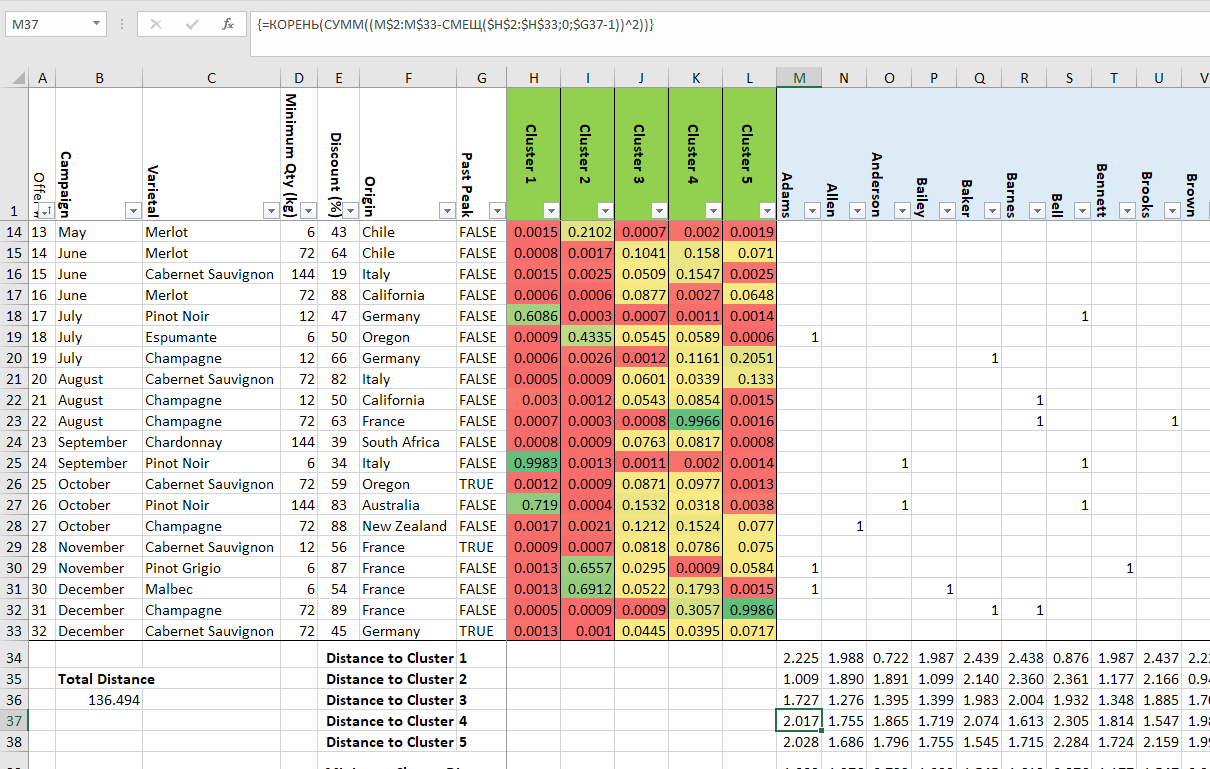 M37 fx {=КОРЕНЬ(СУММ((M$2:M$33-СМЕЩ($H$2:$H$33;0;$G37-1))^2))}
A B C D E F G H I J K L M N O P Q R S T U V
1 Campaign Varietal Minimum Qty (kg) Discount (%) Origin Past Peak Cluster 1 Cluster 2 Cluster 3 Cluster 4 Cluster 5 Adams Allen Anderson Bailey Baker Barnes Bell Bennett Brooks Brown
14 13 May Merlot 6 43 Chile FALSE 0.0015 0.2102 0.0007 0.002 0.0019
15 14 June Merlot 72 64 Chile FALSE 0.0008 0.0017 0.1041 0.158 0.071
16 15 June Cabernet Sauvignon 144 19 Italy FALSE 0.0015 0.0025 0.0509 0.1547 0.0025
17 16 June Merlot 72 88 California FALSE 0.0006 0.0006 0.0877 0.0027 0.0648
18 17 July Pinot Noir 12 47 Germany FALSE 0.6086 0.0003 0.0007 0.0011 0.0014 1
19 18 July Espumante 6 50 Oregon FALSE 0.0009 0.4335 0.0545 0.0589 0.0006 1
20 19 July Champagne 12 66 Germany FALSE 0.0006 0.0026 0.0012 0.1161 0.2051 1
21 20 August Cabernet Sauvignon 72 82 Italy FALSE 0.0005 0.0009 0.0601 0.0339 0.133
22 21 August Champagne 12 50 California FALSE 0.003 0.0012 0.0543 0.0854 0.0015 1
23 22 August Champagne 72 63 France FALSE 0.0007 0.0003 0.0008 0.9966 0.0016 1 1
24 23 September Chardonnay 144 39 South Africa FALSE 0.0008 0.0009 0.0763 0.0817 0.0008
25 24 September Pinot Noir 6 34 Italy FALSE 0.9983 0.0013 0.0011 0.002 0.0014 1 1
26 25 October Cabernet Sauvignon 72 59 Oregon TRUE 0.0012 0.0009 0.0871 0.0977 0.0013
27 26 October Pinot Noir 144 83 Australia FALSE 0.719 0.0004 0.1532 0.0318 0.0038 1 1
28 27 October Champagne 72 88 New Zealand FALSE 0.0017 0.0021 0.1212 0.1524 0.077 1
29 28 November Cabernet Sauvignon 12 56 France TRUE 0.0009 0.0007 0.0818 0.0786 0.075
30 29 November Pinot Grigio 6 87 France FALSE 0.0013 0.6557 0.0295 0.0009 0.0584 1 1
31 30 December Malbec 6 54 France FALSE 0.0013 0.6912 0.0522 0.1793 0.0015 1 1
32 31 December Champagne 72 89 France FALSE 0.0005 0.0009 0.0009 0.3057 0.9986 1 1
33 32 December Cabernet Sauvignon 72 45 Germany TRUE 0.0013 0.001 0.0445 0.0395 0.0717
34 Distance to Cluster 1 2.225 1.988 0.722 1.987 2.439 2.438 0.876 1.987 2.437
35 Total Distance Distance to Cluster 2 1.009 1.890 1.891 1.099 2.140 2.360 2.361 1.177 2.166
36 136.494 Distance to Cluster 3 1.727 1.276 1.395 1.399 1.983 2.004 1.932 1.348 1.885
37 Distance to Cluster 4 2.017 1.755 1.865 1.719 2.074 1.613 2.305 1.814 1.547
38 Distance to Cluster 5 2.028 1.686 1.796 1.755 1.545 1.715 2.284 1.724 2.159